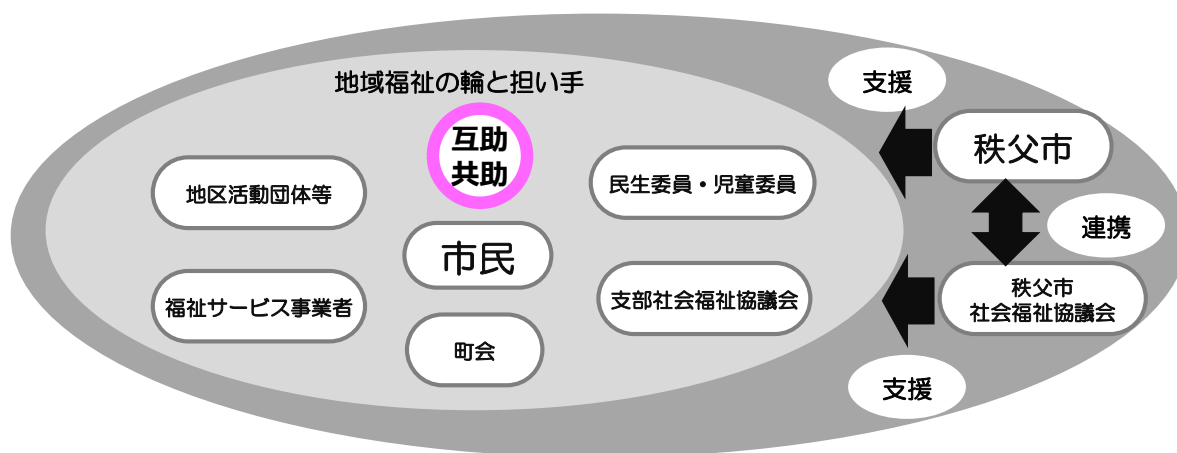 地域福祉の輪と担い手
互助
共助
地区活動団体等
市民
民生委員・児童委員
福祉サービス事業者
町会
支部社会福祉協議会
支援
秩父市
連携
秩父市
社会福祉協議会
支援